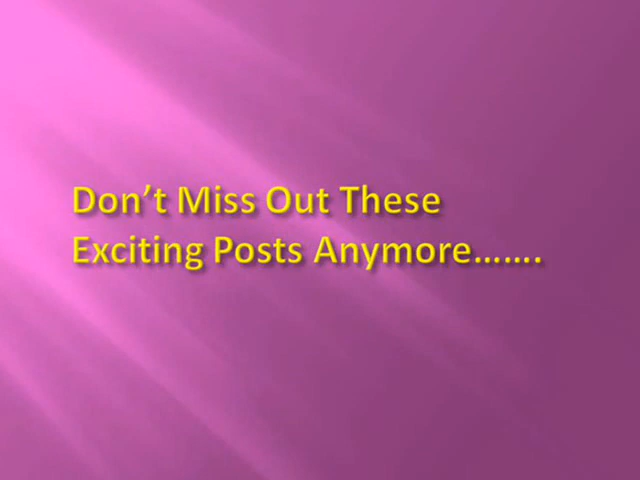 Don’t Miss Out These
Exciting Posts Anymore…….